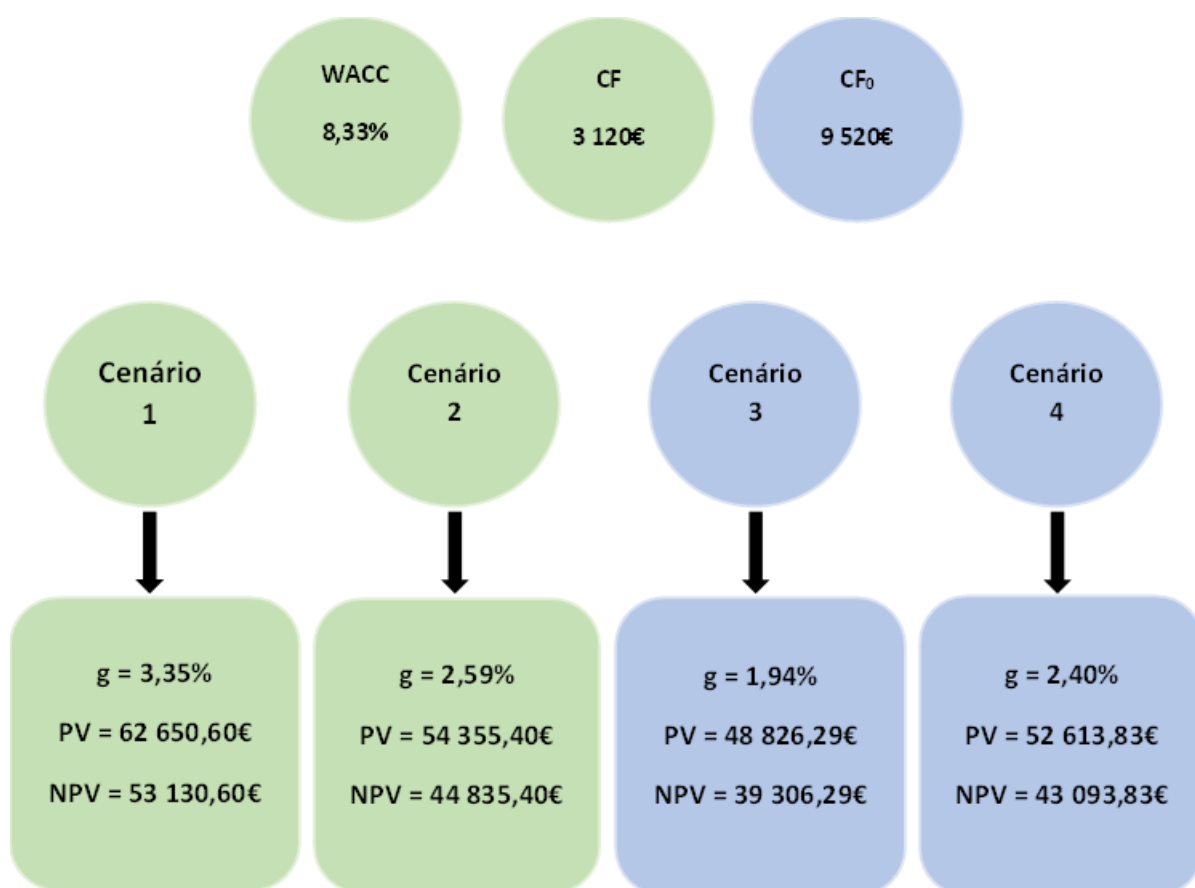 WACC
8,33%
CF
3 120€
CF₀
9 520€
Cenário
1
Cenário
2
Cenário
3
Cenário
4
g = 3,35%
PV = 62 650,60€
NPV = 53 130,60€
g = 2,59%
PV = 54 355,40€
NPV = 44 835,40€
g = 1,94%
PV = 48 826,29€
NPV = 39 306,29€
g = 2,40%
PV = 52 613,83€
NPV = 43 093,83€